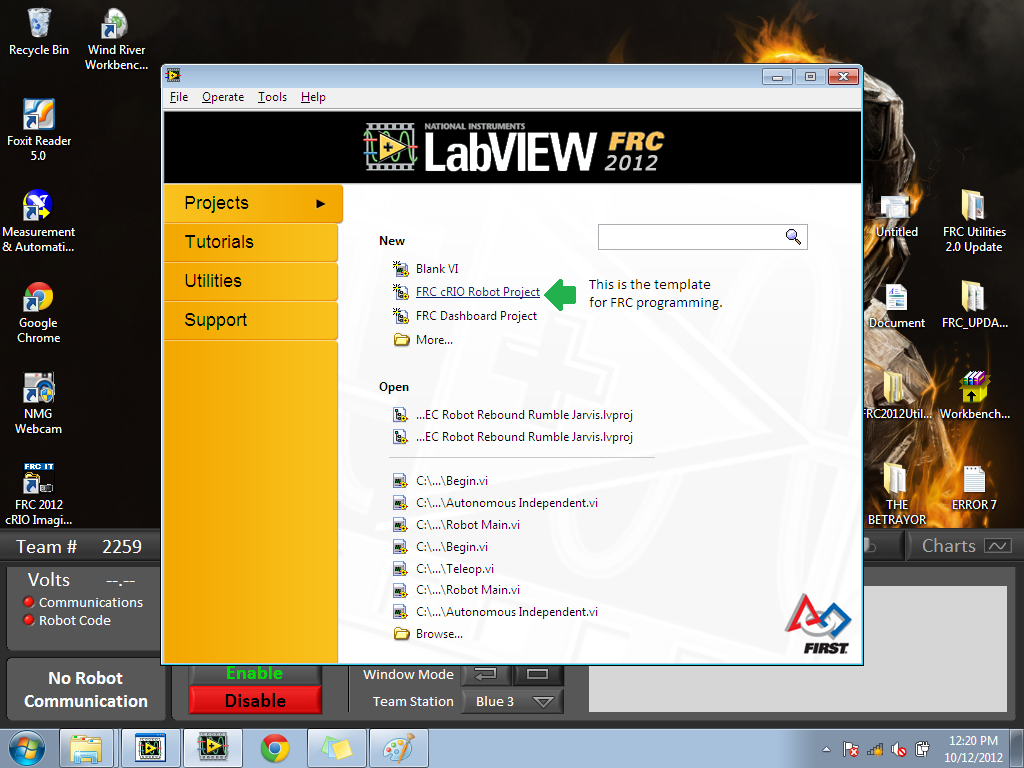 Recycle Bin
Wind River
Workbenc...
Foxit Reader
5.0
Measurement
& Automati...
Google
Chrome
NMG
Webcam
FRC IT
FRC 2012
cRIO Imagi...
File Operate Tools Help
NATIONAL INSTRUMENTS
LabVIEW FRC
2012
Projects
Tutorials
Utilities
Support
New
Blank VI
FRC cRIO Robot Project
FRC Dashboard Project
More...
This is the template
for FRC programming.
Open
...EC Robot Rebound Rumble Jarvis.lvproj
...EC Robot Rebound Rumble Jarvis.lvproj
C:\...\Begin.vi
C:\...\Autonomous Independent.vi
C:\...\Robot Main.vi
C:\...\Begin.vi
C:\...\Teleop.vi
C:\...\Robot Main.vi
C:\...\Autonomous Independent.vi
Browse...
FIRST
Untitled
FRC Utilities
2.0 Update
Document
FRC_UPDA...
FRC2012Util...
Workbench...
THE
BETRAYOR
ERROR 7
Team # 2259
Charts
Volts --.--
Communications
Robot Code
No Robot
Communication
Enable
Disable
Window Mode
Team Station Blue 3
12:20 PM
10/12/2012